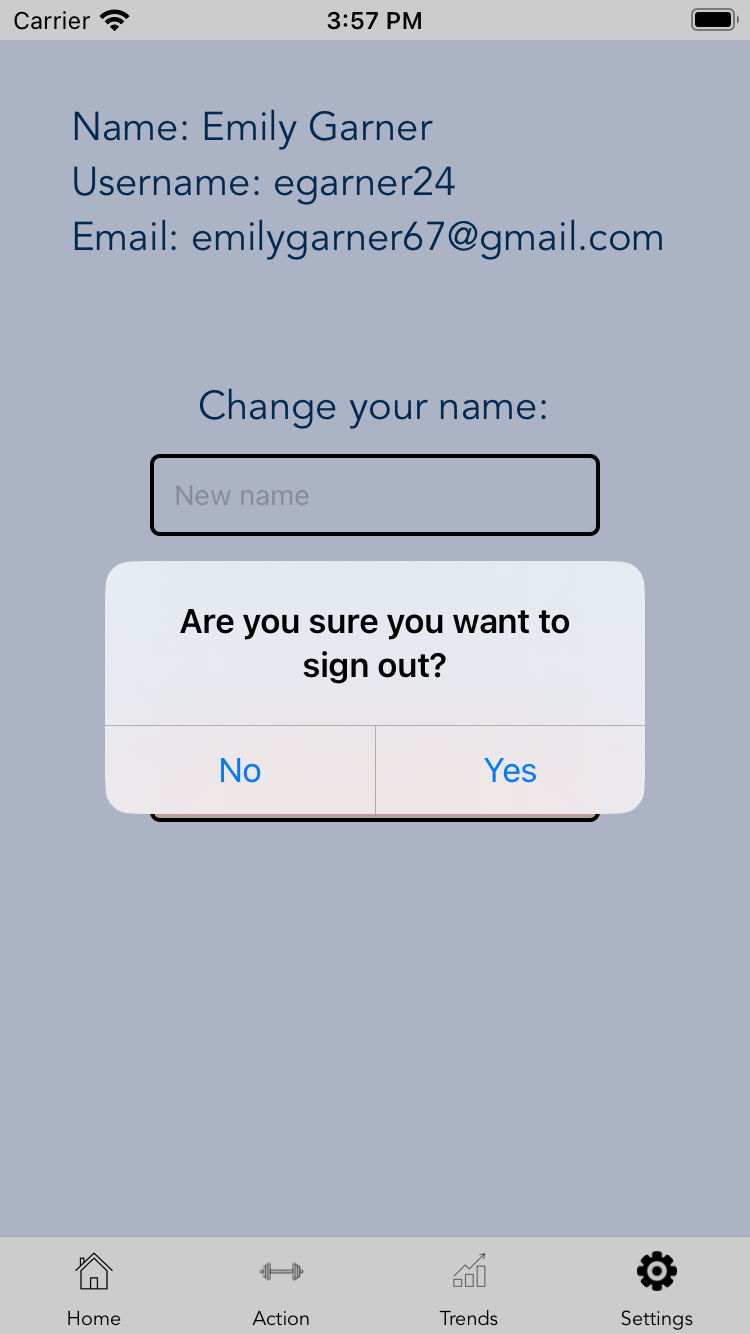 Carrier 3:57 PM
Name: Emily Garner
Username: egarner24
Email: emilygarner67@gmail.com
Change your name:
New name
Are you sure you want to
sign out?
No Yes
Home Action Trends Settings